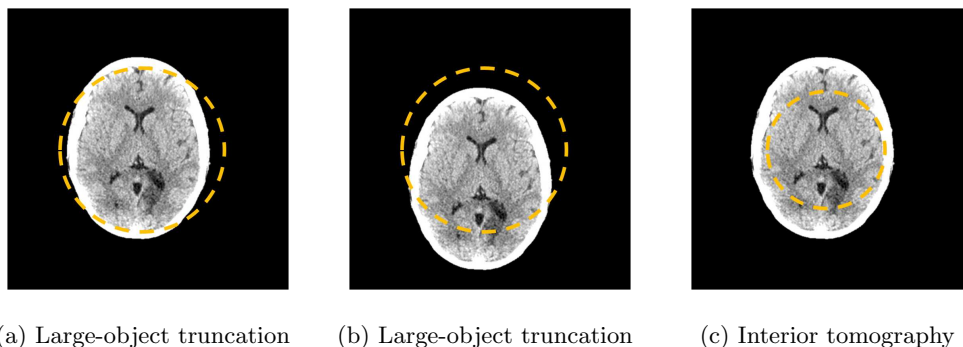 (a) Large-object truncation
(b) Large-object truncation
(c) Interior tomography